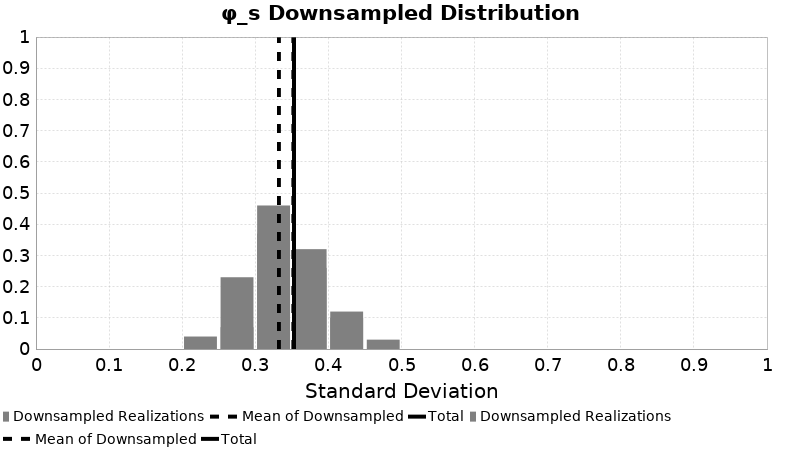 φ_s Downsampled Distribution
1
0.9
0.8
0.7
0.6
0.5
0.4
0.3
0.2
0.1
0
0 0.1 0.2 0.3 0.4 0.5 0.6 0.7 0.8 0.9 1
Standard Deviation
Downsampled Realizations Mean of Downsampled Total Downsampled Realizations
Mean of Downsampled Total